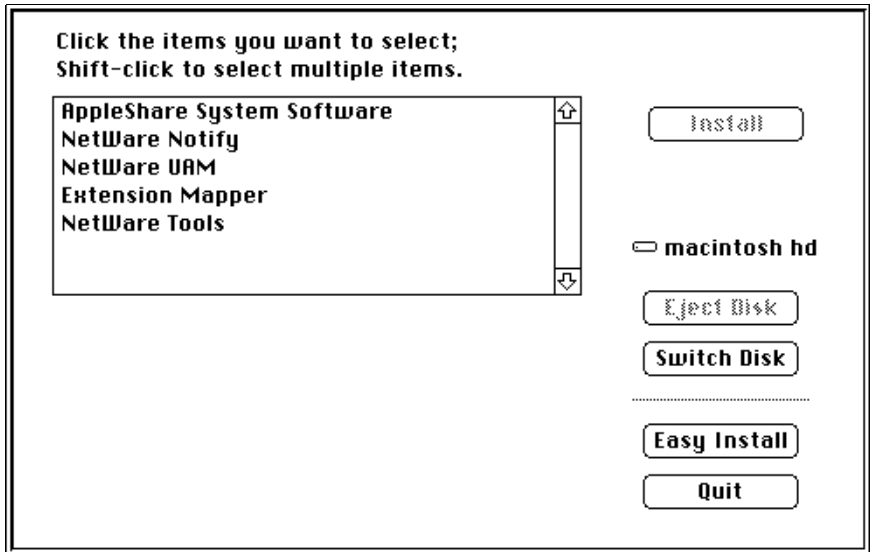 Click the items you want to select;
Shift-click to select multiple items.
AppleShare System Software
NetWare Notify
NetWare UAM
Extension Mapper
NetWare Tools
Install
macintosh hd
Eject Disk
Switch Disk
Easy Install
Quit